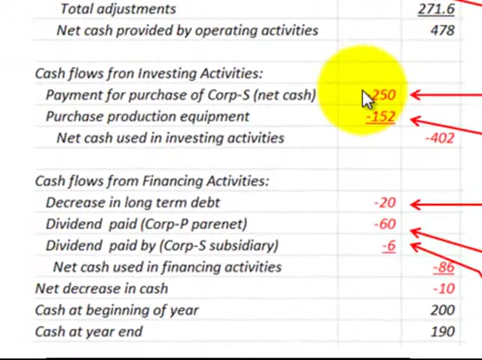 Total adjustments 271.6
Net cash provided by operating activities 478
Cash flows fron Investing Activities:
Payment for purchase of Corp-S (net cash) -250
Purchase production equipment -152
Net cash used in investing activities -402
Cash flows from Financing Activities:
Decrease in long term debt -20
Dividend paid (Corp-P parenet) -60
Dividend paid by (Corp-S subsidiary) -6
Net cash used in financing activities -86
Net decrease in cash -10
Cash at beginning of year 200
Cash at year end 190